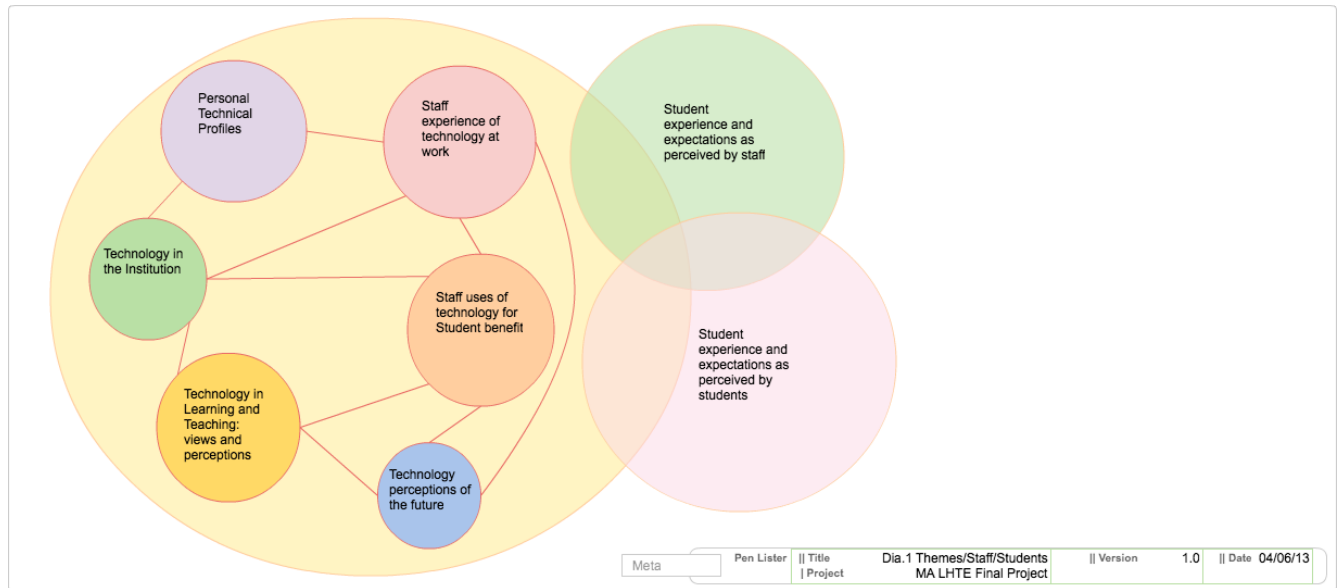 Personal
Technical
Profiles
Staff
experience of
technology at
work
Student
experience and
expectations as
perceived by staff
Technology in
the Institution
Staff uses of
technology for
Student benefit
Student
experience and
expectations as
perceived by
students
Technology in
Learning and
Teaching:
views and
perceptions
Technology
perceptions of
the future
Meta
Pen Lister || Title Dia.1 Themes/Staff/Students || Version 1.0 || Date 04/06/13
| Project MA LHTE Final Project